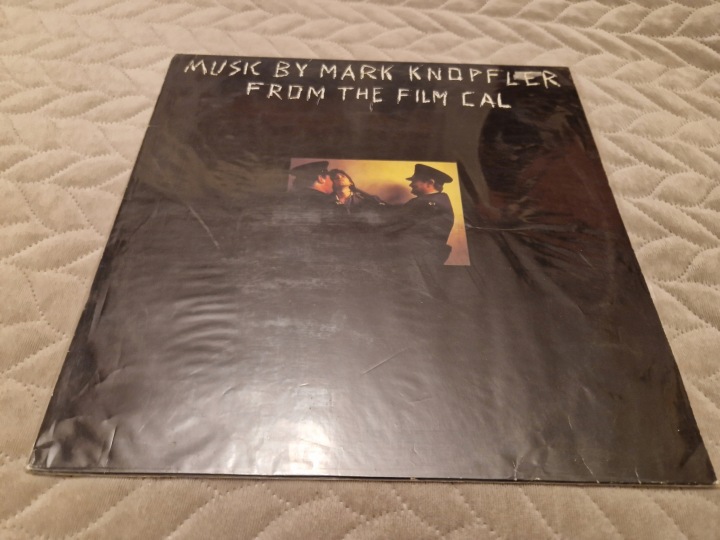 MUSIC BY MARK KNOPFLER
FROM THE FILM CAL